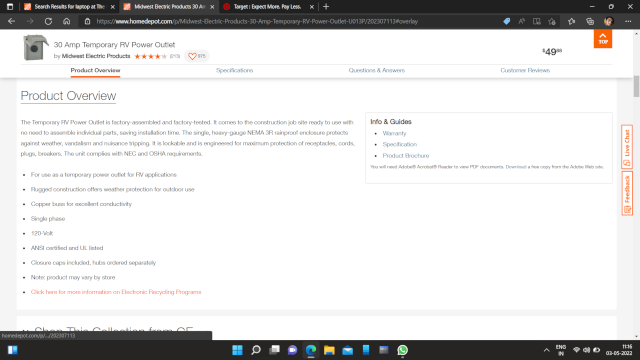 Search Results for laptop at The
Midwest Electric Products 30 An
Target : Expect More. Pay Less.
https://www.homedepot.com/p/Midwest-Electric-Products-30-Amp-Temporary-RV-Power-Outlet-U013P/202307113#overlay
30 Amp Temporary RV Power Outlet
by Midwest Electric Products
975
TOP
Product Overview
Specifications
Questions & Answers
Customer Reviews
Product Overview
The Temporary RV Power Outlet is factory-assembled and factory-tested. It comes to the construction job site ready to use with
no need to assemble individual parts, saving installation time. The single, heavy-gauge NEMA 3R rainproof enclosure protects
against weather, vandalism and nuisance tripping. It is lockable and is engineered for maximum protection of receptacles, cords,
plugs, breakers. The unit complies with NEC and OSHA requirements.
For use as a temporary power outlet for RV applications
Rugged construction offers weather protection for outdoor use
Copper buss for excellent conductivity
Single phase
120-Volt
ANSI certified and UL listed
Closure caps included, hubs ordered separately
Note: product may vary by store
Click here for more information on Electronic Recycling Programs
Info & Guides
Warranty
Specification
Product Brochure
You will need Adobe® Acrobat® Reader to view PDF documents. Download a free copy from the Adobe Web site.
Live Chat
Feedback
homedepot.com/p/.../202307113
ENG
IN
11:16
03-05-2022